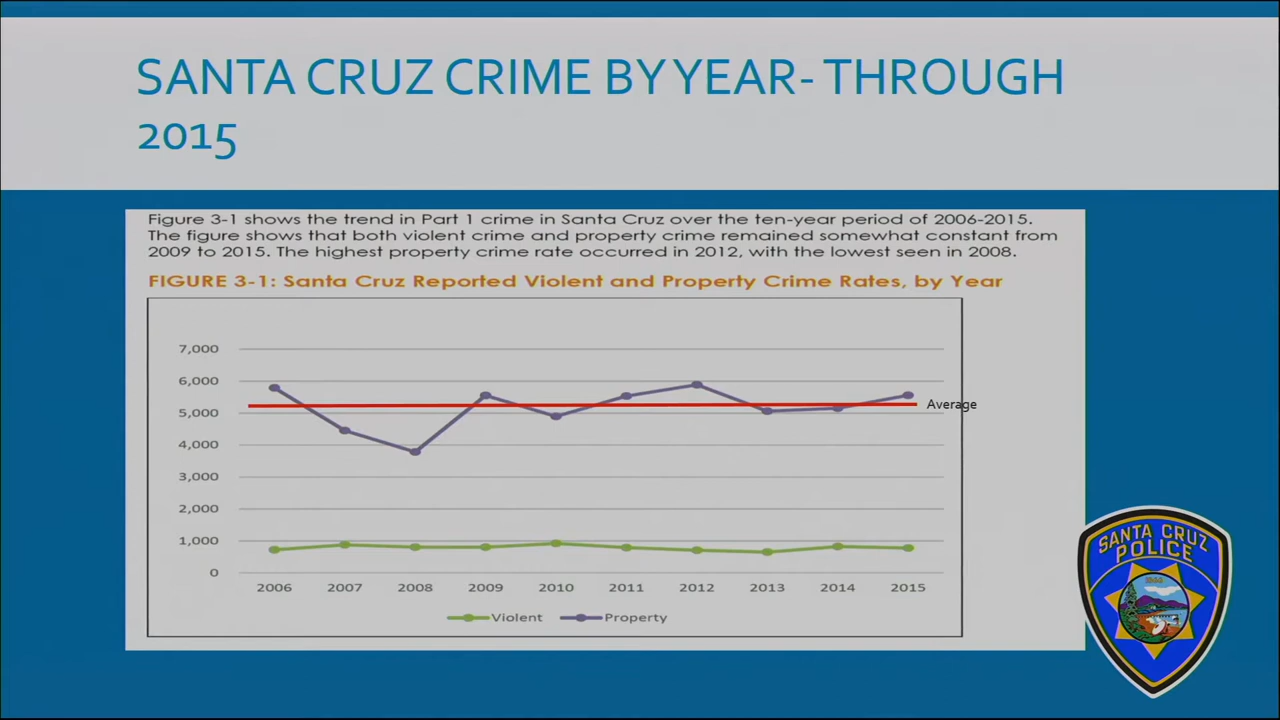 SANTA CRUZ CRIME BY YEAR- THROUGH
2015
Figure 3-1 shows the trend in Part 1 crime in Santa Cruz over the ten-year period of 2006-2015.
The figure shows that both violent crime and property crime remained somewhat constant from
2009 to 2015. The highest property crime rate occurred in 2012, with the lowest seen in 2008.
FIGURE 3-1: Santa Cruz Reported Violent and Property Crime Rates, by Year
7,000
6,000
5,000
Average
4,000
3,000
2,000
1,000
0
2006 2007 2008 2009 2010 2011 2012 2013 2014 2015
Violent Property
SANTA CRUZ
POLICE